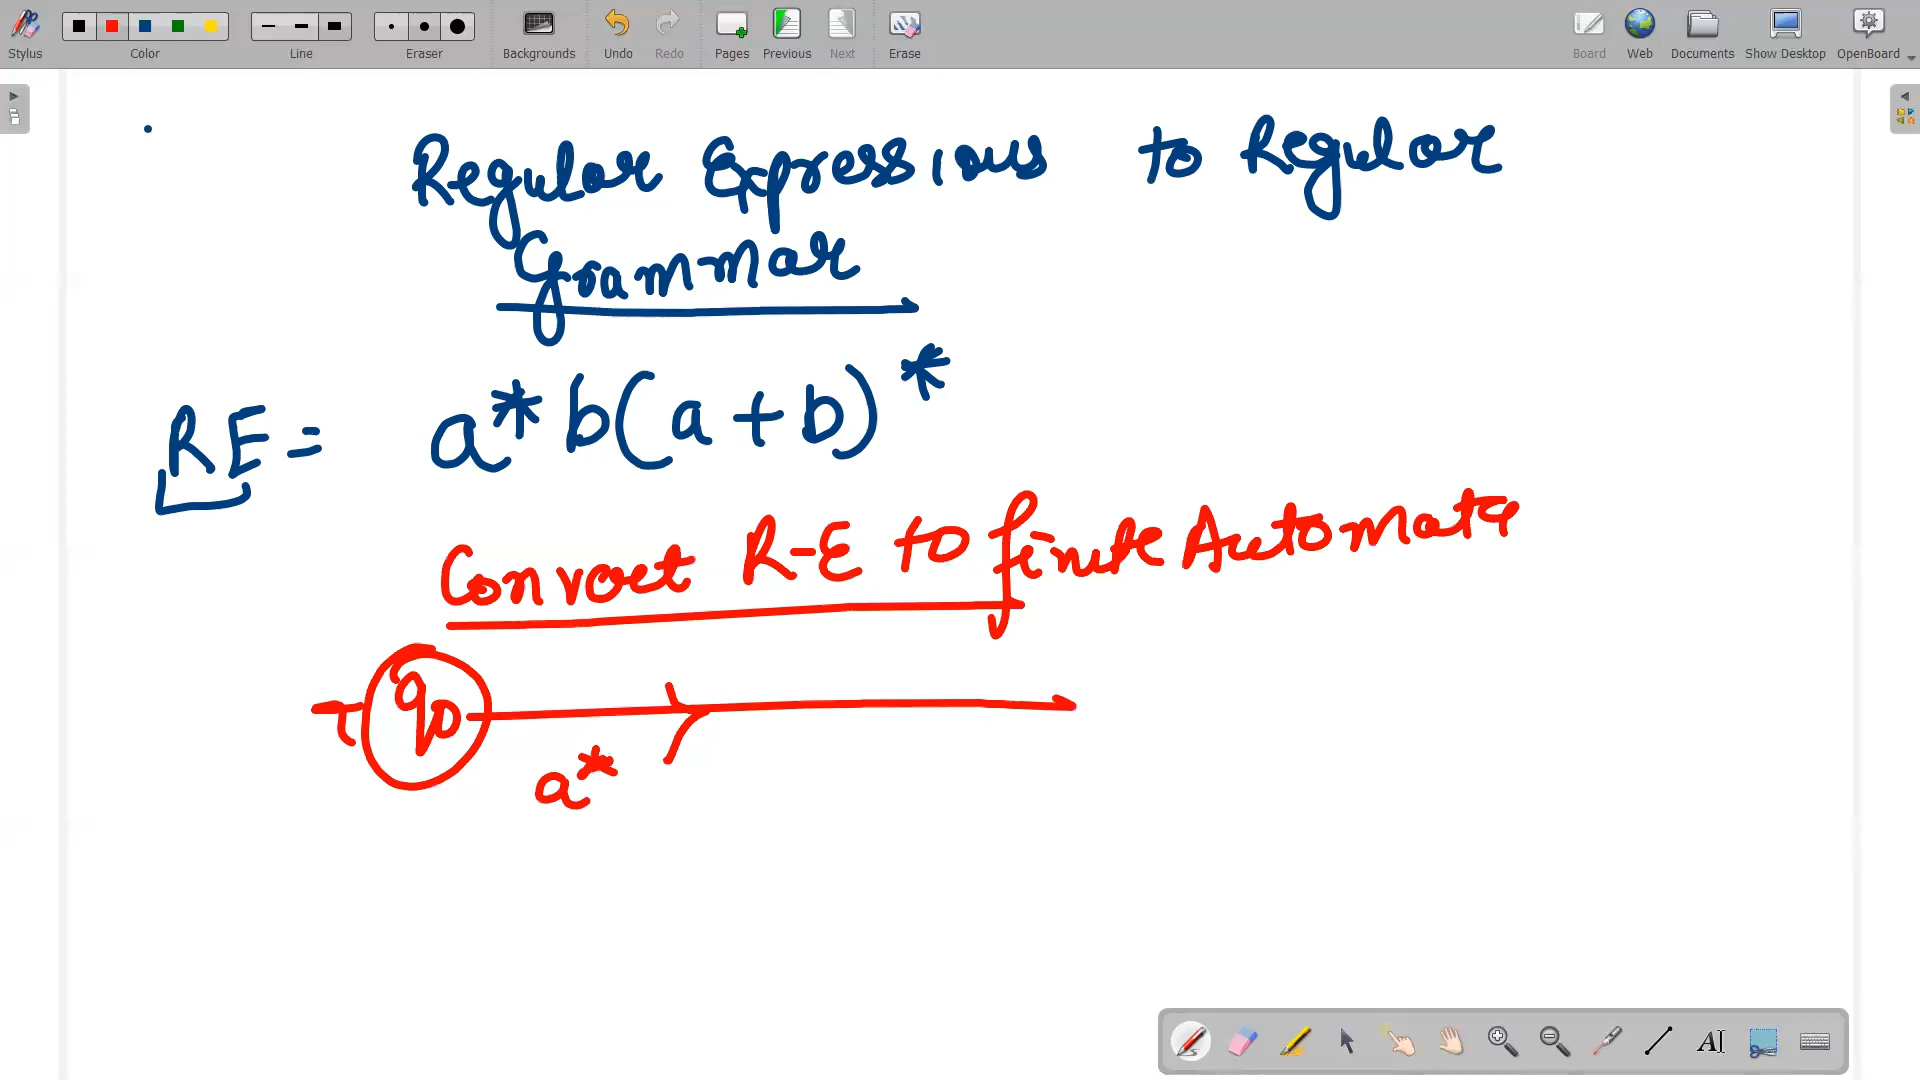 Stylus
Color
Line
Eraser
Backgrounds
Undo
Redo
Pages
Previous
Next
Erase
Board
Web
Documents
Show Desktop
OpenBoard
Regular Expressions to Regular
Grammar
RE = a*b(a+b)*
Convert R-E to finite Automata
q0
a*